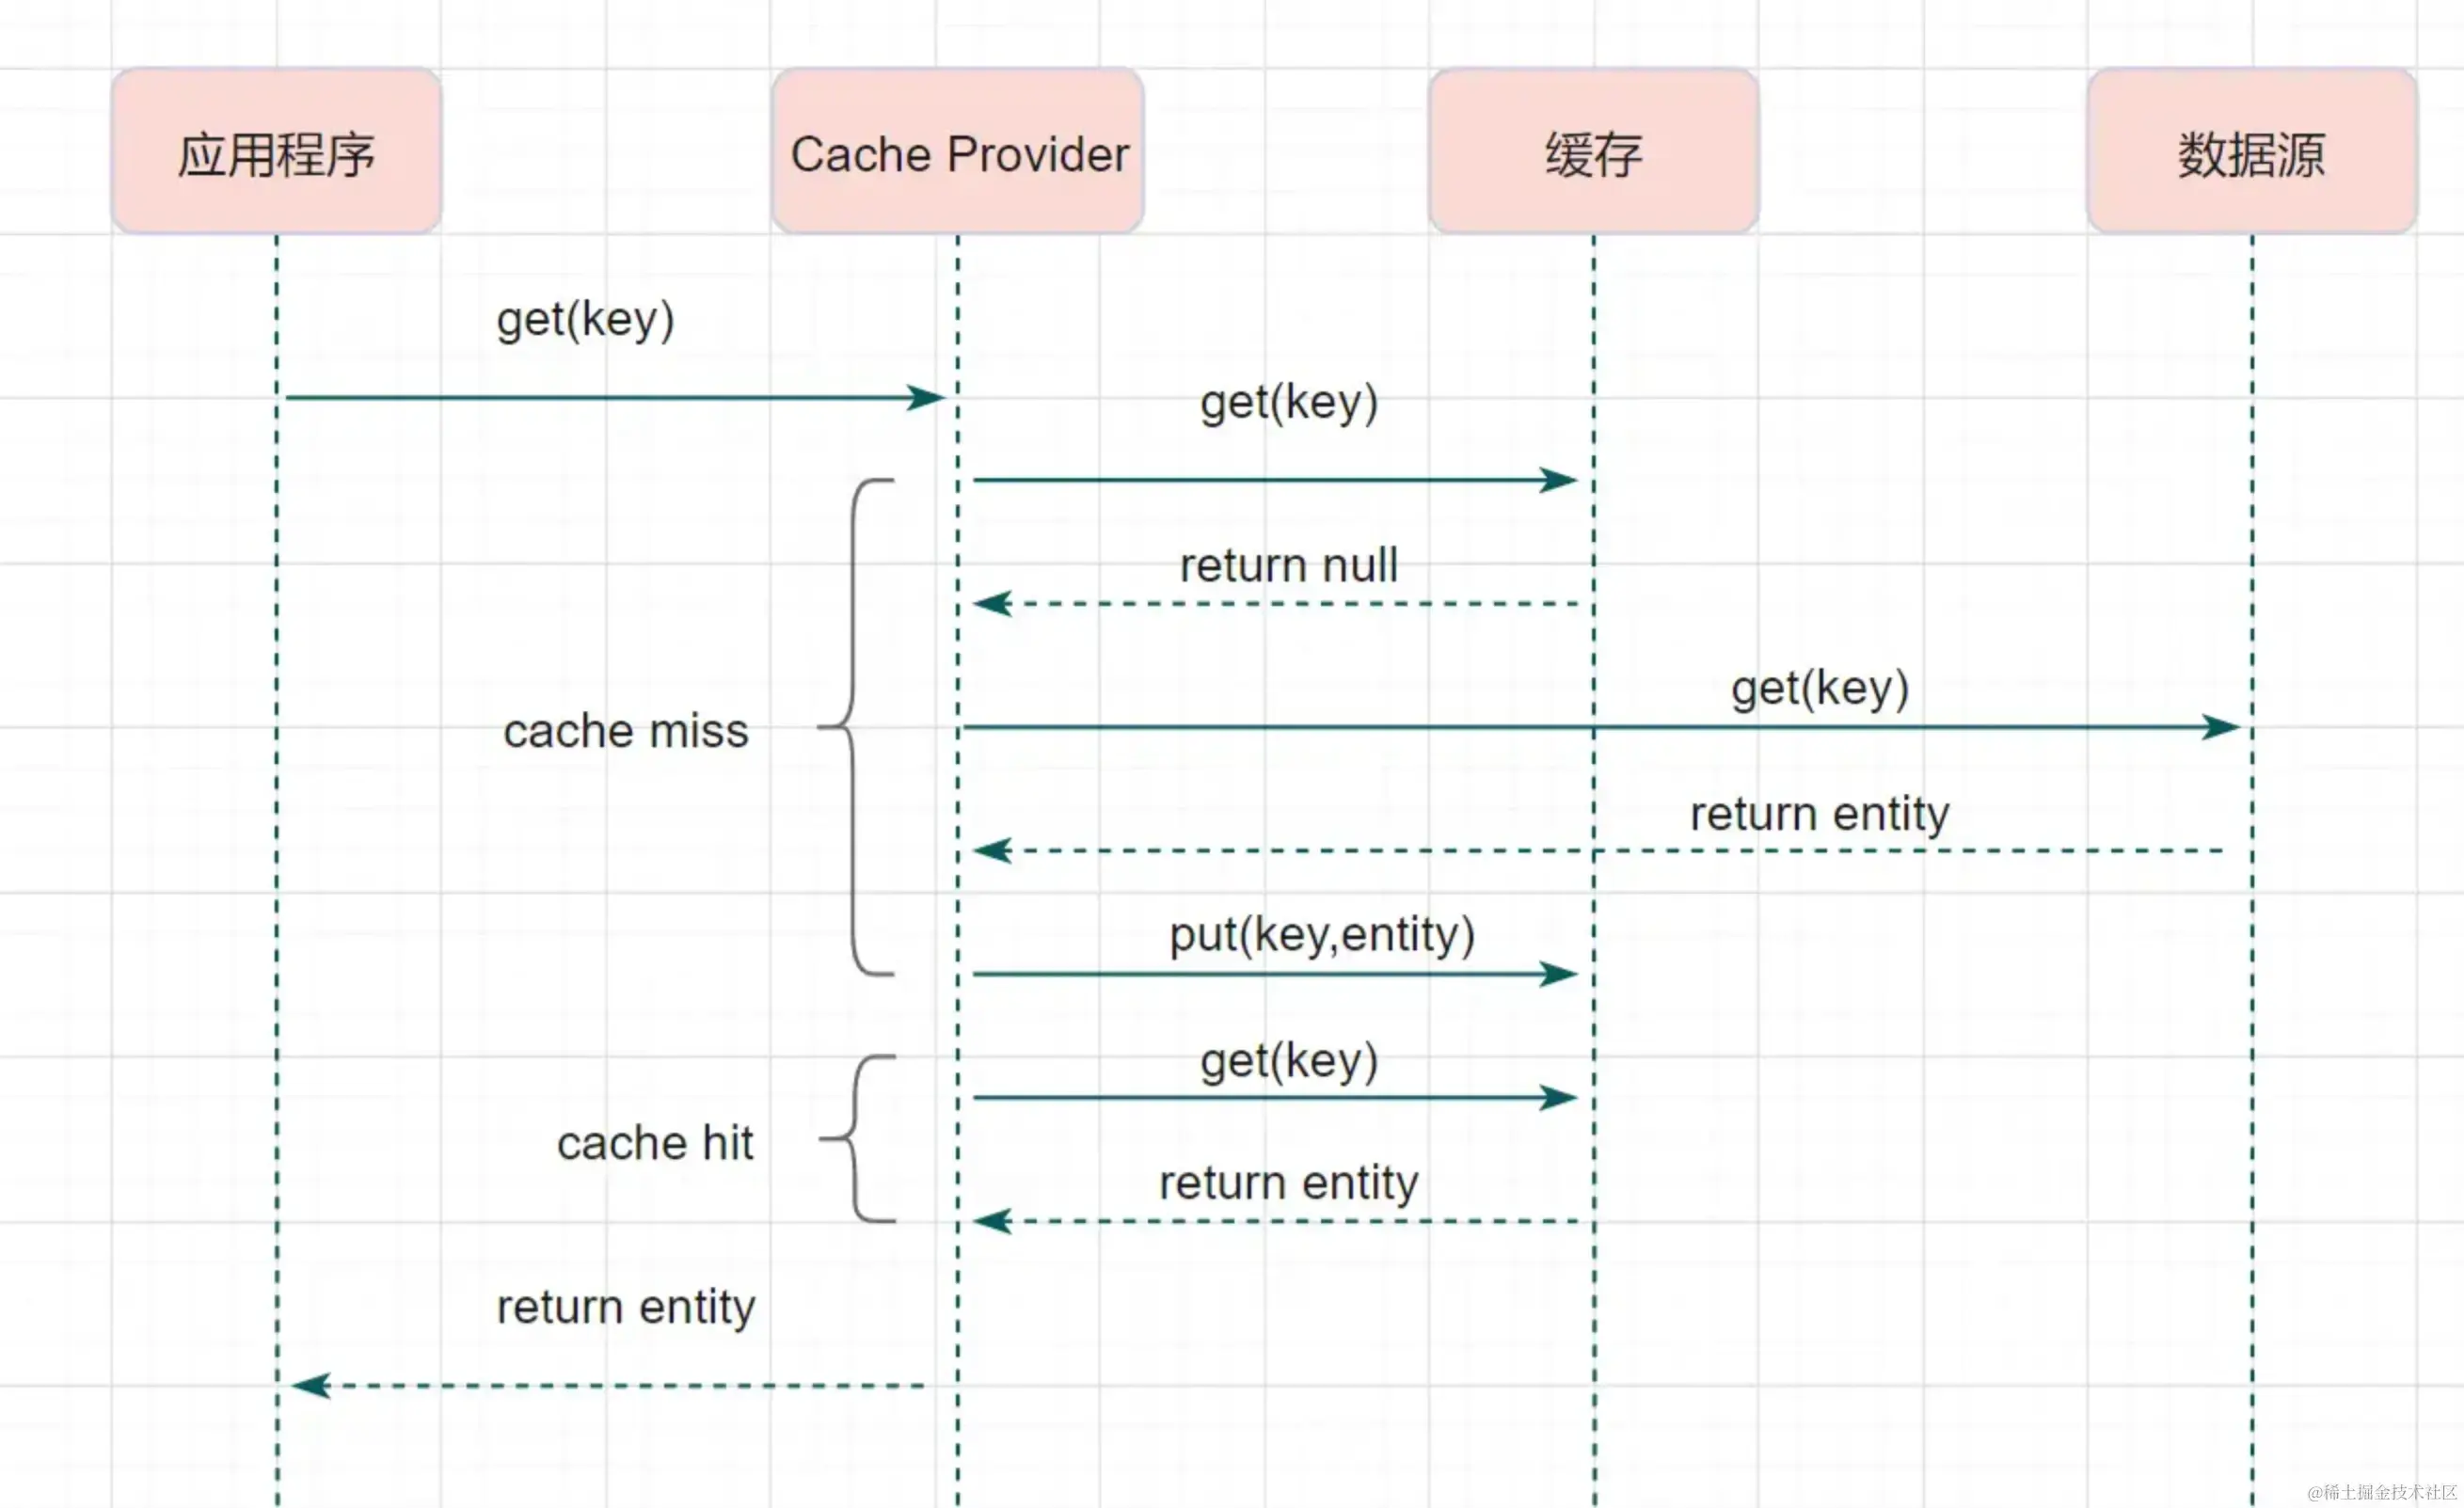 应用程序
Cache Provider
缓存
数据源
get(key)
get(key)
return null
get(key)
cache miss
return entity
put(key,entity)
get(key)
cache hit
return entity
return entity
@稀土掘金技术社区